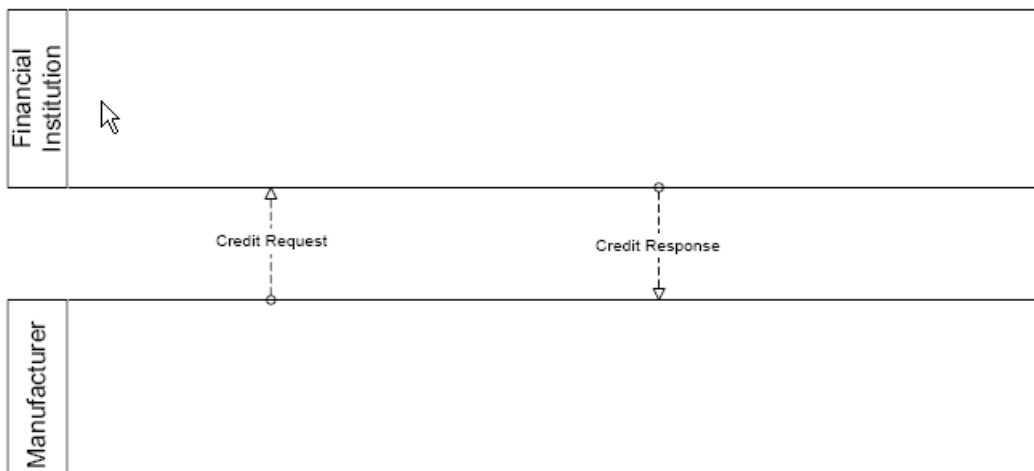 Financial
Institution
Credit Request
Credit Response
Manufacturer